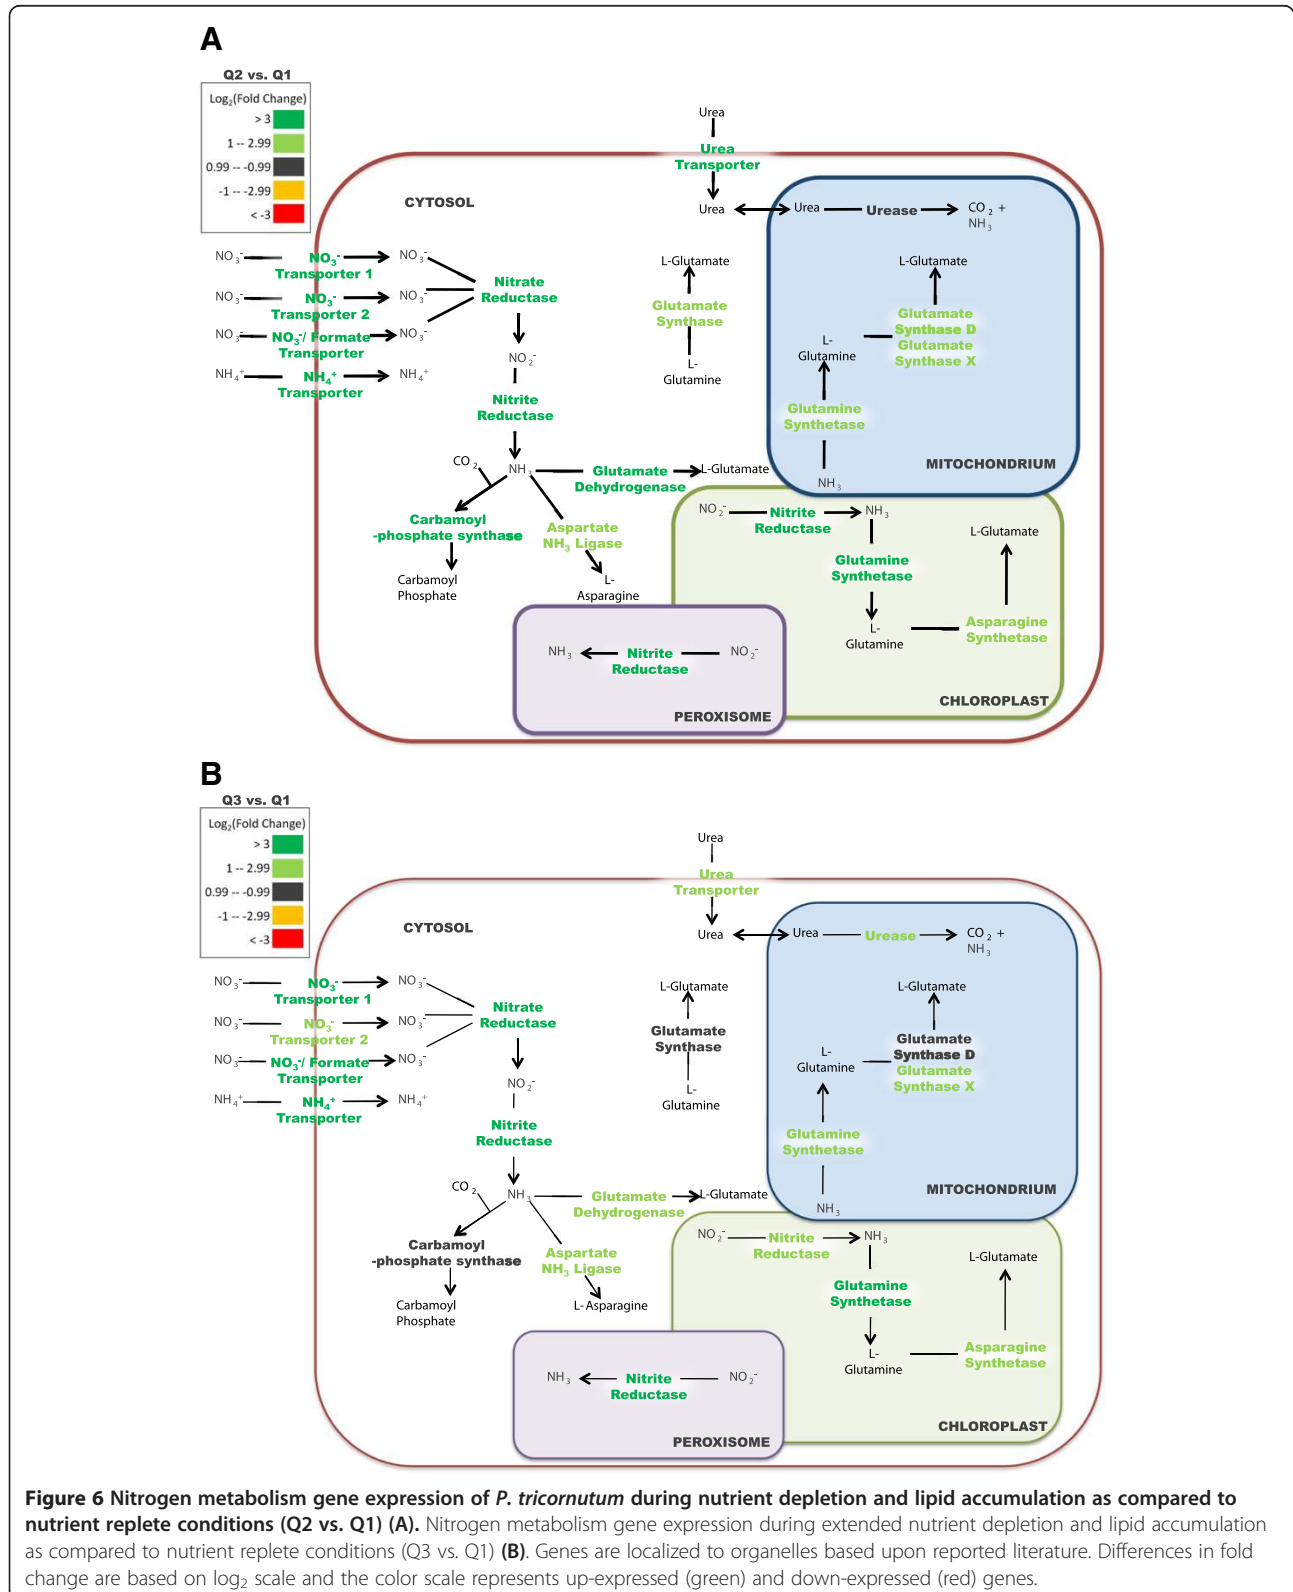 A
Q2 vs. Q1
Log2(Fold Change)
> 3
1 -- 2.99
0.99 -- -0.99
-1 -- -2.99
< -3
Urea
Urea
Transporter
CYTOSOL
Urea
Urea
Urease
CO2 +
NH3
NO3-
NO3-
Transporter 1
NO3-
NO3-
NO3-
Transporter 2
NO3-
NO3-
NO3-/ Formate
Transporter
NO3-
NH4+
NH4+
Transporter
NH4+
Nitrate
Reductase
NO2-
Nitrite
Reductase
L-Glutamate
Glutamate
Synthase
L-
Glutamine
L-Glutamate
Glutamate
Synthase D
Glutamate
Synthase X
L-
Glutamine
Glutamine
Synthetase
NH3
MITOCHONDRIUM
CO2
NH3
Glutamate
Dehydrogenase
L-Glutamate
Carbamoyl
-phosphate synthase
Carbamoyl
Phosphate
Aspartate
NH3 Ligase
L-
Asparagine
NO2-
Nitrite
Reductase
NH3
Glutamine
Synthetase
L-
Glutamine
L-Glutamate
Asparagine
Synthetase
CHLOROPLAST
NH3
Nitrite
Reductase
NO2-
PEROXISOME
B
Q3 vs. Q1
Log2(Fold Change)
> 3
1 -- 2.99
0.99 -- -0.99
-1 -- -2.99
< -3
Urea
Urea
Transporter
CYTOSOL
Urea
Urea
Urease
CO2 +
NH3
NO3-
NO3-
Transporter 1
NO3-
NO3-
NO3-
Transporter 2
NO3-
NO3-
NO3-/ Formate
Transporter
NO3-
NH4+
NH4+
Transporter
NH4+
Nitrate
Reductase
NO2-
Nitrite
Reductase
L-Glutamate
Glutamate
Synthase
L-
Glutamine
L-Glutamate
Glutamate
Synthase D
Glutamate
Synthase X
L-
Glutamine
Glutamine
Synthetase
NH3
MITOCHONDRIUM
CO2
NH3
Glutamate
Dehydrogenase
L-Glutamate
Carbamoyl
-phosphate synthase
Carbamoyl
Phosphate
Aspartate
NH3 Ligase
L-Asparagine
NO2-
Nitrite
Reductase
NH3
Glutamine
Synthetase
L-
Glutamine
L-Glutamate
Asparagine
Synthetase
CHLOROPLAST
NH3
Nitrite
Reductase
NO2-
PEROXISOME
Figure 6 Nitrogen metabolism gene expression of P. tricornutum during nutrient depletion and lipid accumulation as compared to
nutrient replete conditions (Q2 vs. Q1) (A). Nitrogen metabolism gene expression during extended nutrient depletion and lipid accumulation
as compared to nutrient replete conditions (Q3 vs. Q1) (B). Genes are localized to organelles based upon reported literature. Differences in fold
change are based on log2 scale and the color scale represents up-expressed (green) and down-expressed (red) genes.